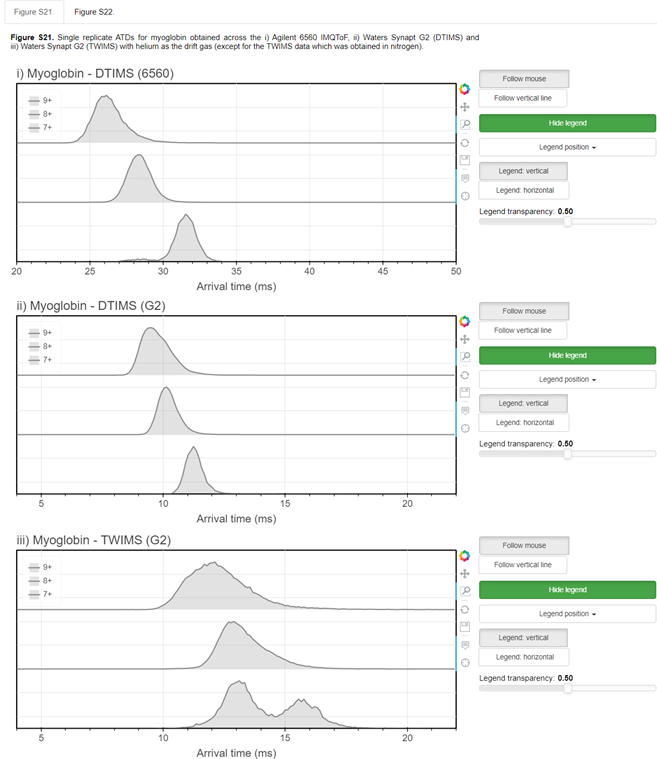 Figure S21.
Figure S22.
Figure S21. Single replicate ATDs for myoglobin obtained across the i) Agilent 6560 IMQToF, ii) Waters Synapt G2 (DTIMS) and
iii) Waters Synapt G2 (TWIMS) with helium as the drift gas (except for the TWIMS data which was obtained in nitrogen).
i) Myoglobin - DTIMS (6560)
9+
8+
7+
20 25 30 35 40 45 50
Arrival time (ms)
Follow mouse
Follow vertical line
Hide legend
Legend position
Legend: vertical
Legend: horizontal
Legend transparency: 0.50
ii) Myoglobin - DTIMS (G2)
9+
8+
7+
5 10 15 20
Arrival time (ms)
Follow mouse
Follow vertical line
Hide legend
Legend position
Legend: vertical
Legend: horizontal
Legend transparency: 0.50
iii) Myoglobin - TWIMS (G2)
9+
8+
7+
5 10 15 20
Arrival time (ms)
Follow mouse
Follow vertical line
Hide legend
Legend position
Legend: vertical
Legend: horizontal
Legend transparency: 0.50